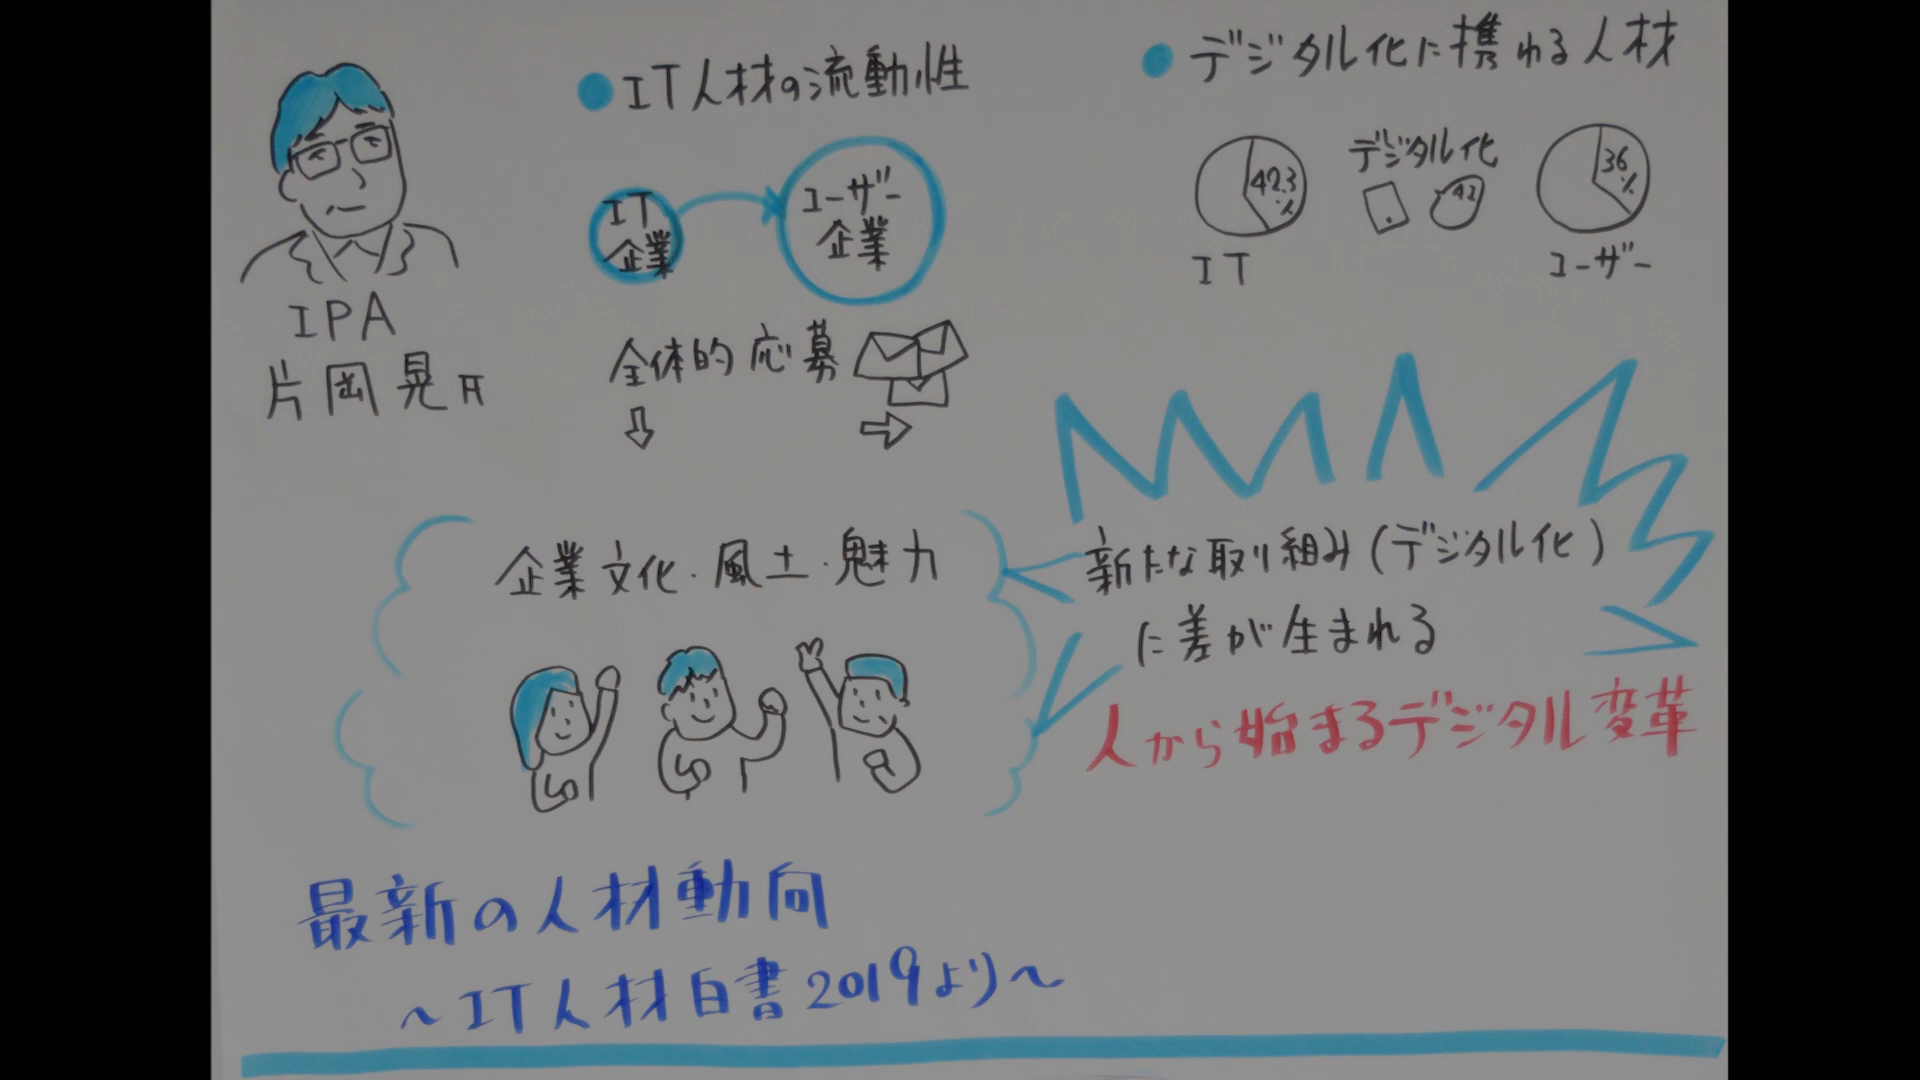 IPA
片岡晃氏
●IT人材の流動性
IT
企業
ユーザー
企業
全体的 応募
●デジタル化に携わる人材
42.3
%
IT
デジタル化
36
%
ユーザー
企業文化・風土・魅力
新たな取り組み(デジタル化)
に差が生まれる
人から始まるデジタル変革
最新の人材動向
〜IT人材白書2019より〜